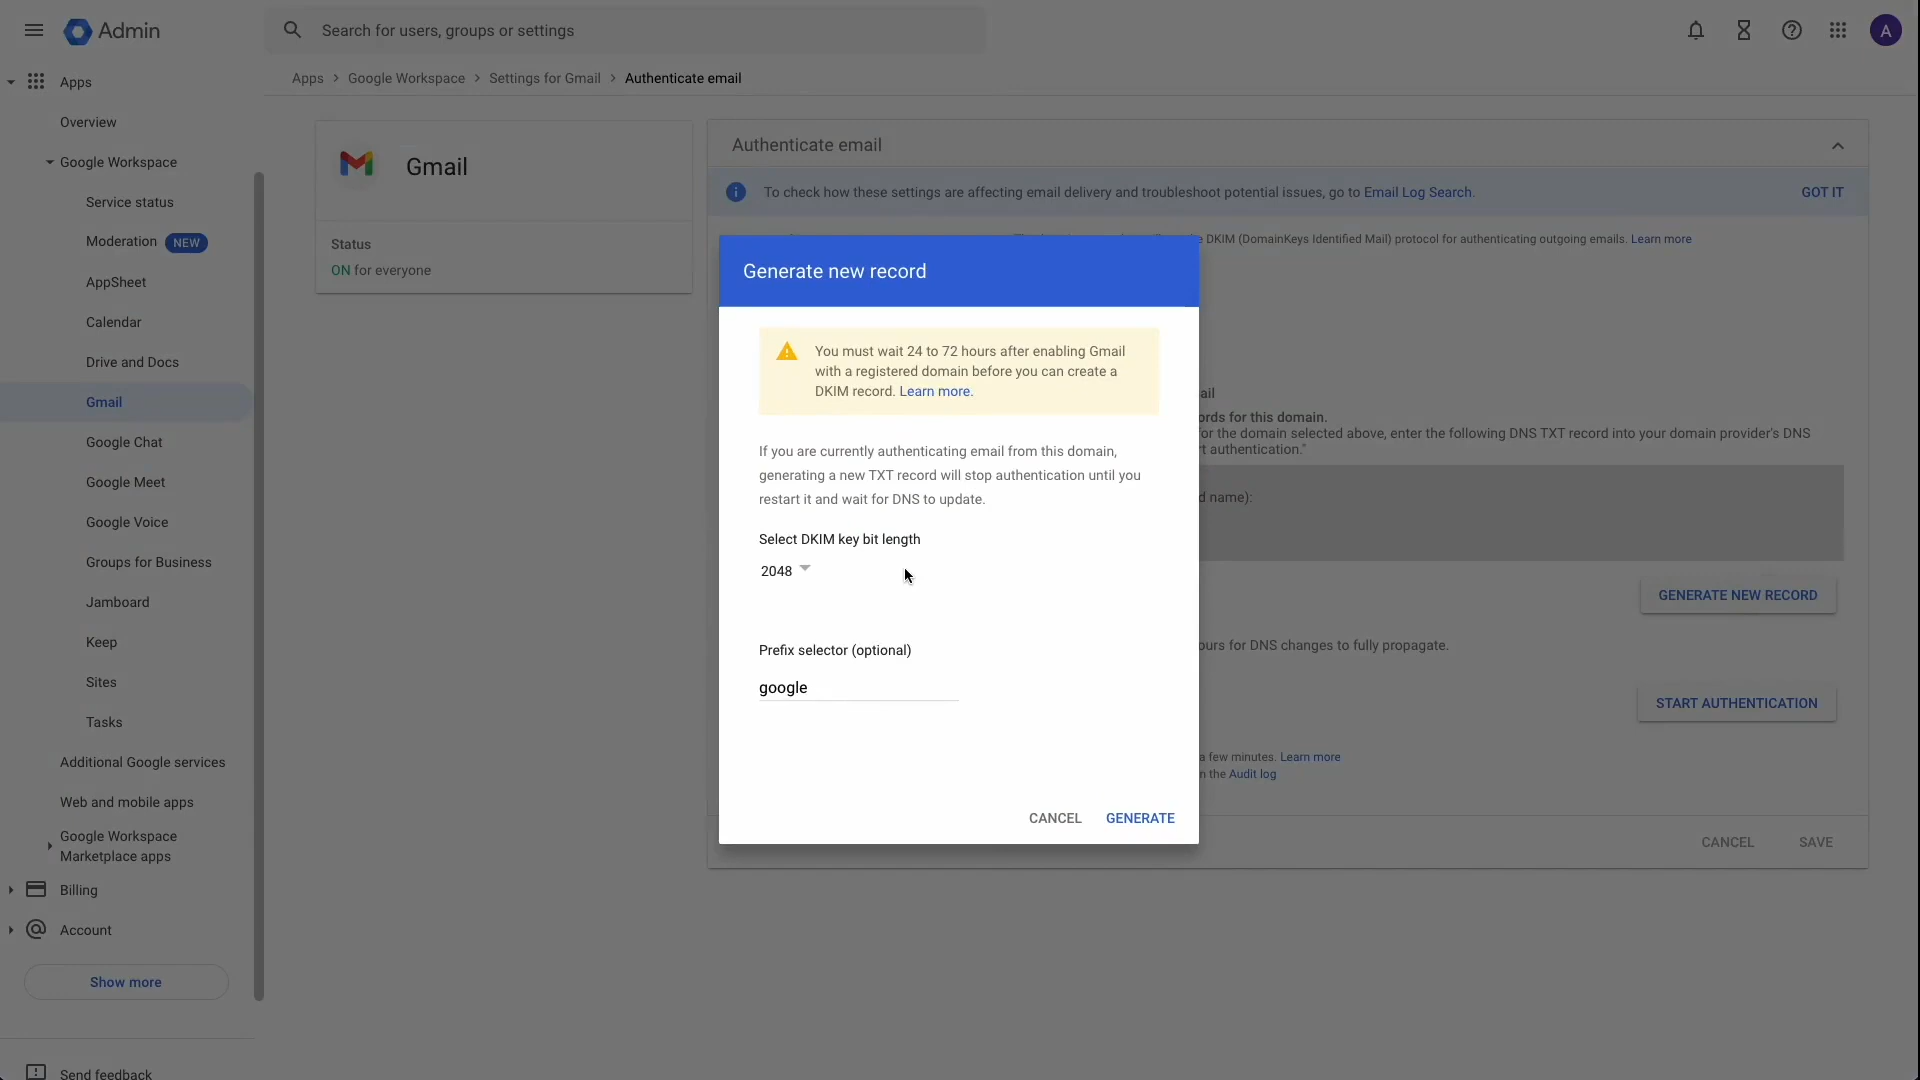 Admin
Search for users, groups or settings
A
Apps
Overview
Google Workspace
Service status
Moderation NEW
AppSheet
Calendar
Drive and Docs
Gmail
Google Chat
Google Meet
Google Voice
Groups for Business
Jamboard
Keep
Sites
Tasks
Additional Google services
Web and mobile apps
Google Workspace
Marketplace apps
Billing
Account
Show more
Send feedback
Apps > Google Workspace > Settings for Gmail > Authenticate email
Gmail
Status
ON for everyone
Authenticate email
To check how these settings are affecting email delivery and troubleshoot potential issues, go to Email Log Search.
GOT IT
DKIM (DomainKeys Identified Mail) protocol for authenticating outgoing emails. Learn more
Generate new record
You must wait 24 to 72 hours after enabling Gmail
with a registered domain before you can create a
DKIM record. Learn more.
If you are currently authenticating email from this domain,
generating a new TXT record will stop authentication until you
restart it and wait for DNS to update.
Select DKIM key bit length
2048
Prefix selector (optional)
google
CANCEL GENERATE
ail
ords for this domain.
for the domain selected above, enter the following DNS TXT record into your domain provider's DNS
t authentication."
d name):
GENERATE NEW RECORD
ours for DNS changes to fully propagate.
START AUTHENTICATION
a few minutes. Learn more
n the Audit log
CANCEL SAVE